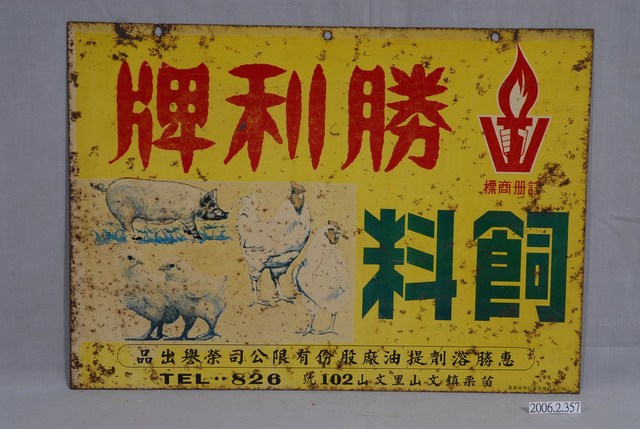 勝利牌
註冊商標
飼料
惠勝溶劑提油廠股份有限公司榮譽出品
苗栗鎮文山里文山102號 TEL··826
2006.2.357